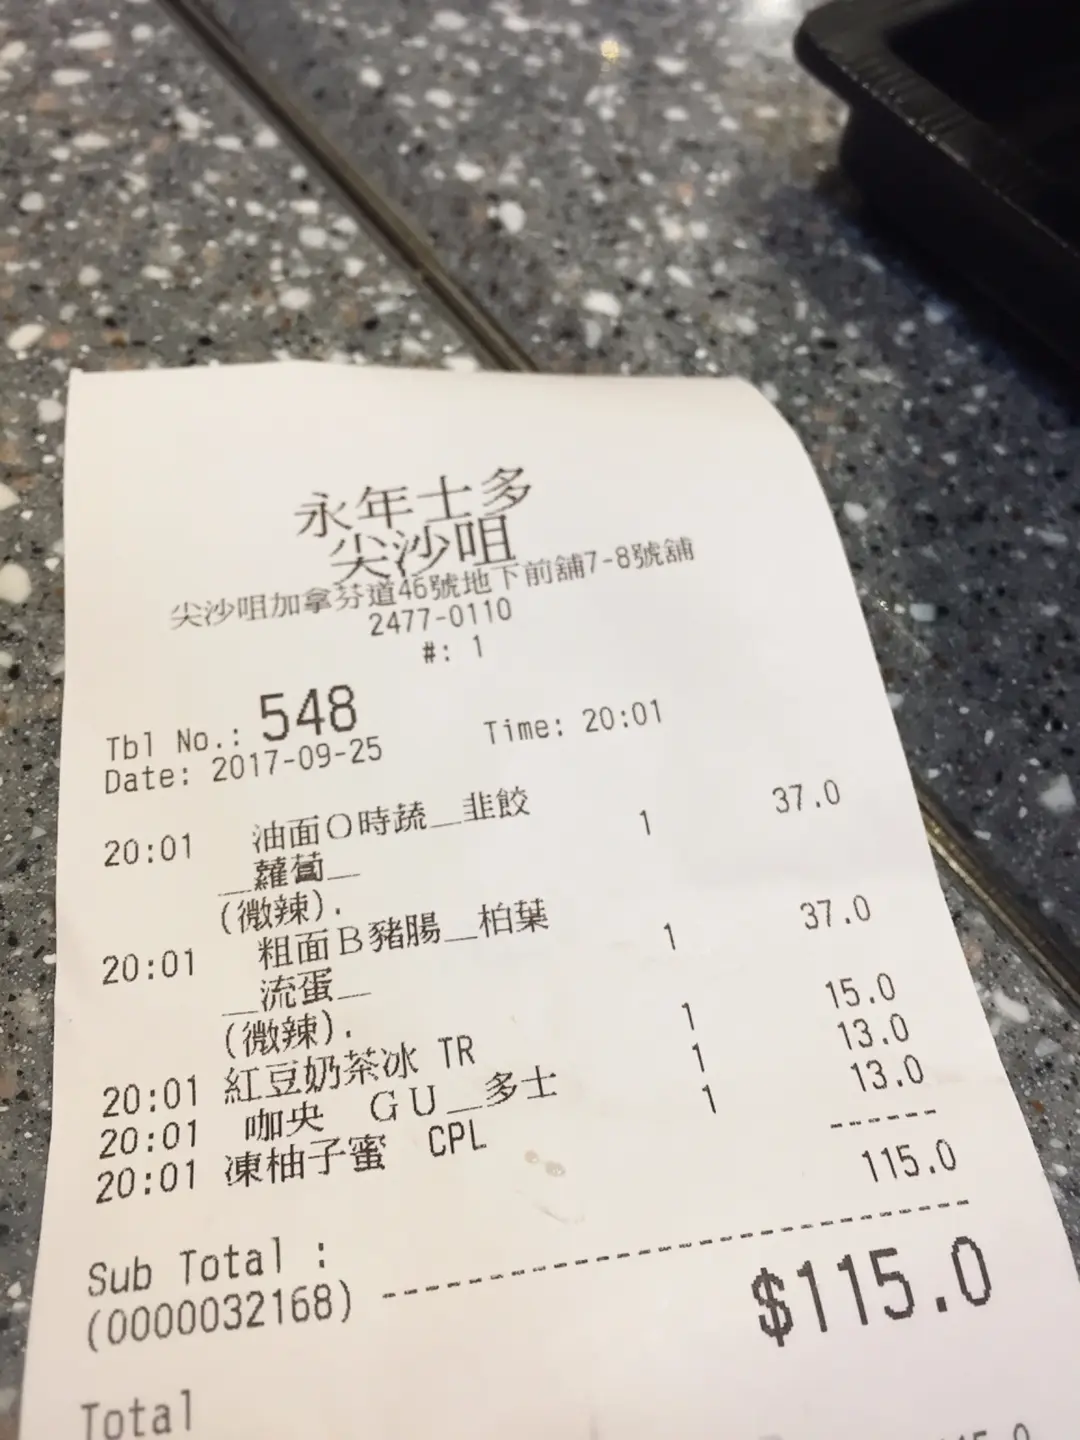 永年士多
尖沙咀
尖沙咀加拿芬道46號地下前舖7-8號舖
2477-0110
#: 1
Tbl No.: 548 Time: 20:01
Date: 2017-09-25
20:01 油面O時蔬__韭餃 1 37.0
__蘿蔔__
(微辣).
20:01 粗面B豬腸__柏葉 1 37.0
__流蛋__
(微辣).
20:01 紅豆奶茶冰 TR 1 15.0
20:01 咖央 GU__多士 1 13.0
20:01 凍柚子蜜 CPL 1 13.0
------
Sub Total : 115.0
(0000032168) ------------------------------
Total $115.0